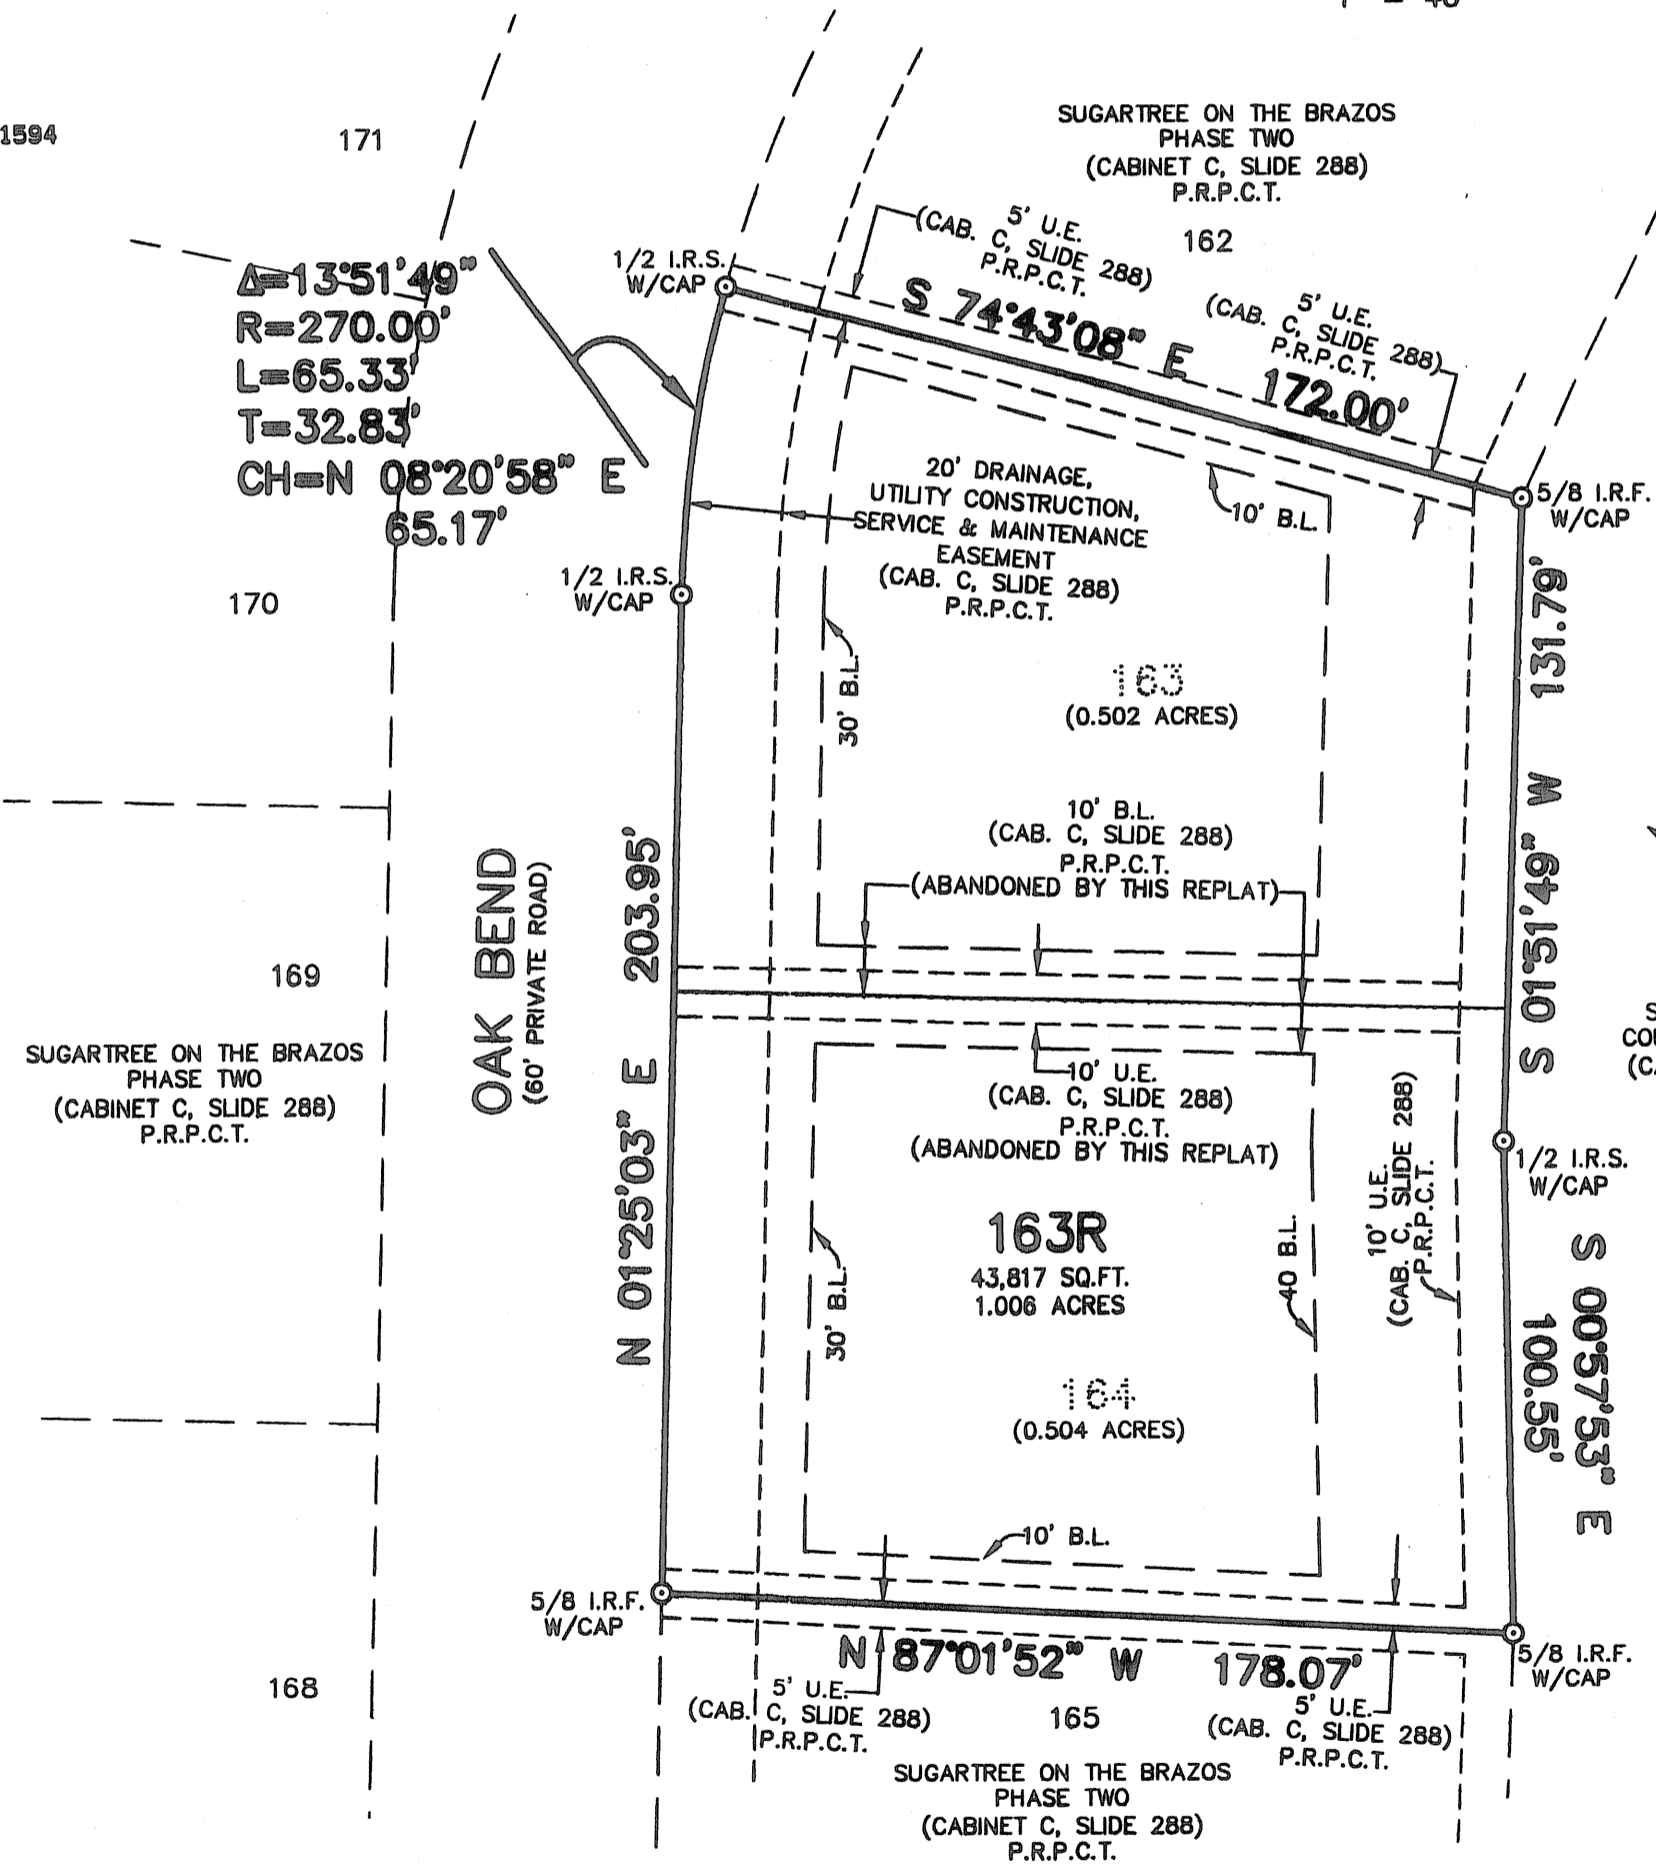 1594
171
SUGARTREE ON THE BRAZOS
PHASE TWO
(CABINET C, SLIDE 288)
P.R.P.C.T.
162
5' U.E.
(CAB. C, SLIDE 288)
P.R.P.C.T.
5' U.E.
(CAB. C, SLIDE 288)
P.R.P.C.T.
1/2 I.R.S.
W/CAP
S 74°43'08" E 172.00'
Δ=13°51'49"
R=270.00'
L=65.33'
T=32.83'
CH=N 08°20'58" E
65.17'
20' DRAINAGE,
UTILITY CONSTRUCTION,
SERVICE & MAINTENANCE
EASEMENT
(CAB. C, SLIDE 288)
P.R.P.C.T.
10' B.L.
5/8 I.R.F.
W/CAP
1/2 I.R.S.
W/CAP
170
30' B.L.
163
(0.502 ACRES)
S 01°51'49" W 131.79'
10' B.L.
(CAB. C, SLIDE 288)
P.R.P.C.T.
(ABANDONED BY THIS REPLAT)
OAK BEND
(60' PRIVATE ROAD)
N 01°25'03" E 203.95'
169
SUGARTREE ON THE BRAZOS
PHASE TWO
(CABINET C, SLIDE 288)
P.R.P.C.T.
10' U.E.
(CAB. C, SLIDE 288)
P.R.P.C.T.
(ABANDONED BY THIS REPLAT)
10' U.E.
(CAB. C, SLIDE 288)
P.R.P.C.T.
1/2 I.R.S.
W/CAP
163R
43,817 SQ.FT.
1.006 ACRES
30' B.L.
40 B.L.
S 00°57'53" E
100.55'
164
(0.504 ACRES)
10' B.L.
5/8 I.R.F.
W/CAP
N 87°01'52" W 178.07'
5/8 I.R.F.
W/CAP
168
5' U.E.
(CAB. C, SLIDE 288)
P.R.P.C.T.
165
5' U.E.
(CAB. C, SLIDE 288)
P.R.P.C.T.
SUGARTREE ON THE BRAZOS
PHASE TWO
(CABINET C, SLIDE 288)
P.R.P.C.T.